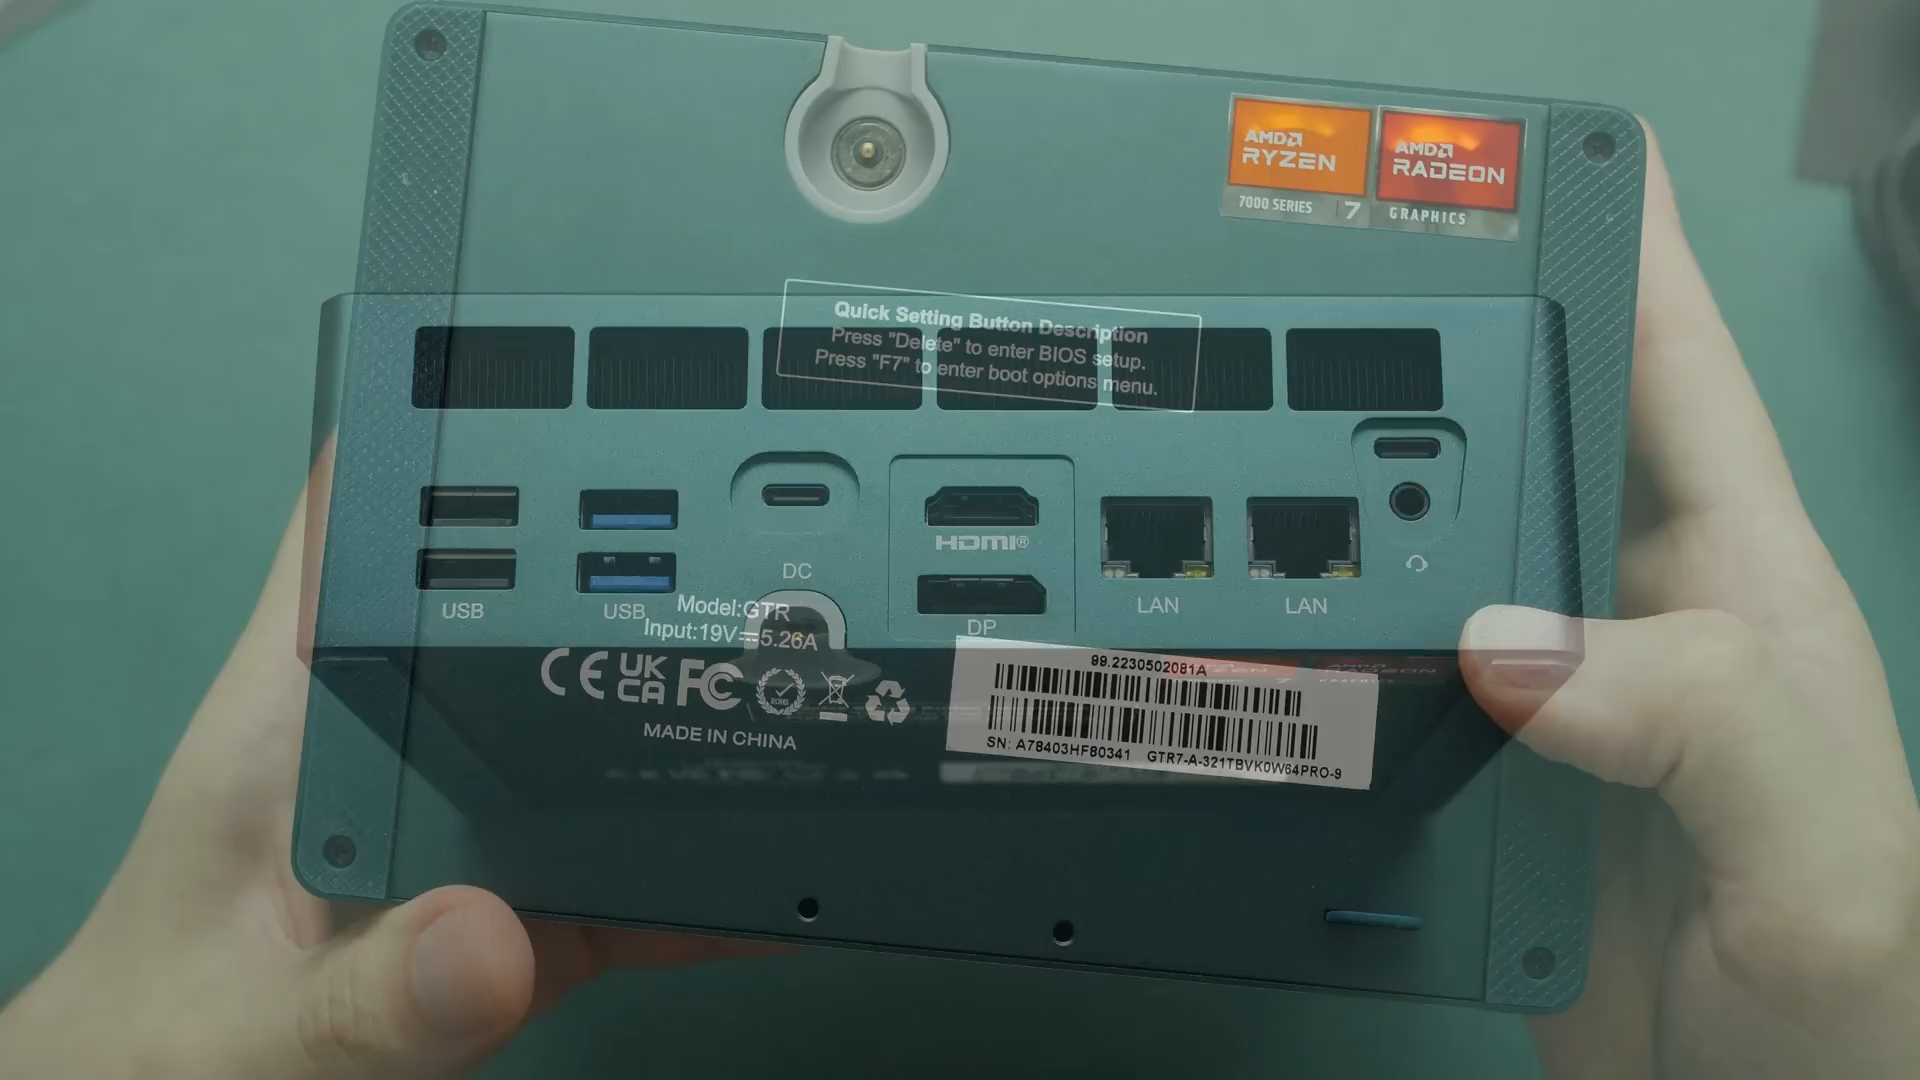 AMD RYZEN
7000 SERIES 7
AMD RADEON
GRAPHICS
Quick Setting Button Description
Press "Delete" to enter BIOS setup.
Press "F7" to enter boot options menu.
HDMI®
DC
USB
USB
DP
LAN
LAN
Model:GTR
Input:19V⎓5.26A
CE UKCA FC
ROHS
MADE IN CHINA
99.2230502081A
SN: A78403HF80341 GTR7-A-321TBVK0W64PRO-9